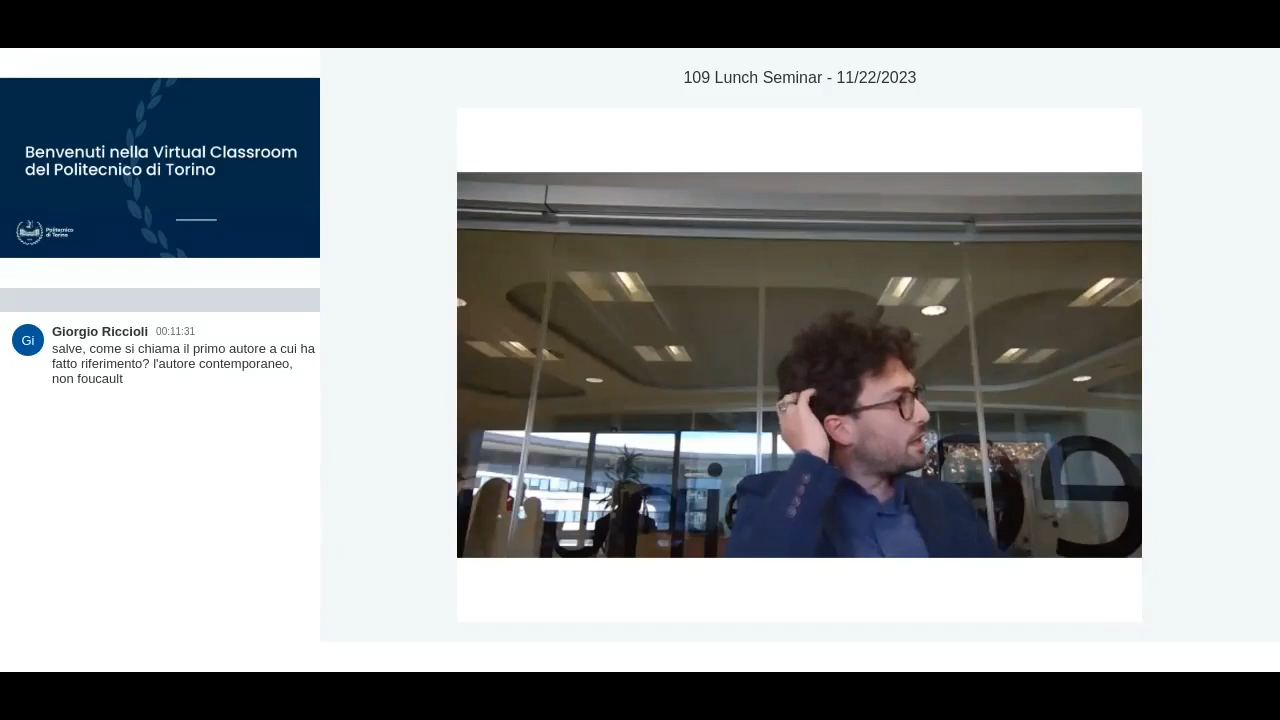 109 Lunch Seminar - 11/22/2023
Benvenuti nella Virtual Classroom
del Politecnico di Torino
Politecnico
di Torino
Gi
Giorgio Riccioli 00:11:31
salve, come si chiama il primo autore a cui ha
fatto riferimento? l'autore contemporaneo,
non foucault